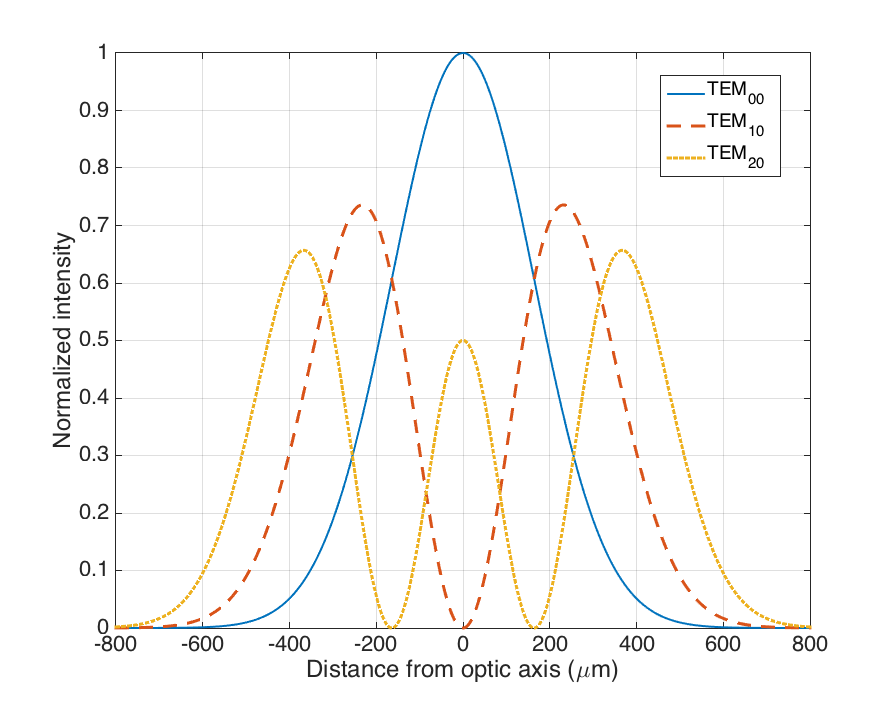 1
0.9
0.8
0.7
0.6
0.5
0.4
0.3
0.2
0.1
0
-800 -600 -400 -200 0 200 400 600 800
Distance from optic axis (μm)
Normalized intensity
TEM₀₀
TEM₁₀
TEM₂₀